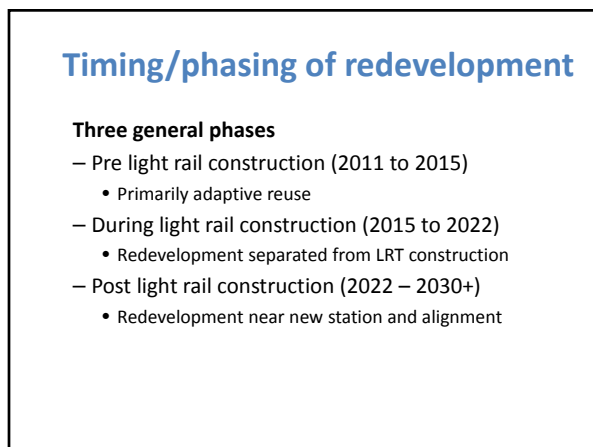 Timing/phasing of redevelopment
Three general phases
– Pre light rail construction (2011 to 2015)
• Primarily adaptive reuse
– During light rail construction (2015 to 2022)
• Redevelopment separated from LRT construction
– Post light rail construction (2022 – 2030+)
• Redevelopment near new station and alignment